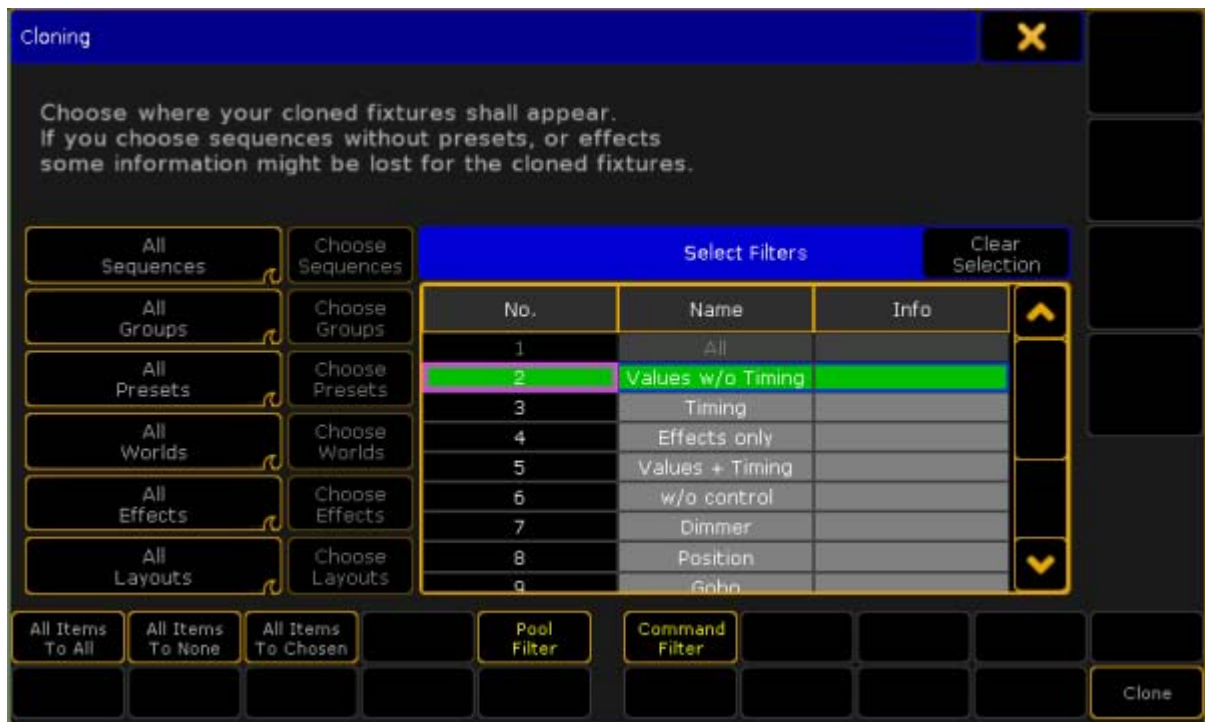 Cloning
Choose where your cloned fixtures shall appear.
If you choose sequences without presets, or effects
some information might be lost for the cloned fixtures.
All
Sequences
Choose
Sequences
Select Filters
Clear
Selection
All
Groups
Choose
Groups
All
Presets
Choose
Presets
All
Worlds
Choose
Worlds
All
Effects
Choose
Effects
All
Layouts
Choose
Layouts
No. Name Info
1 All
2 Values w/o Timing
3 Timing
4 Effects only
5 Values + Timing
6 w/o control
7 Dimmer
8 Position
9 Gobo
All Items
To All
All Items
To None
All Items
To Chosen
Pool
Filter
Command
Filter
Clone